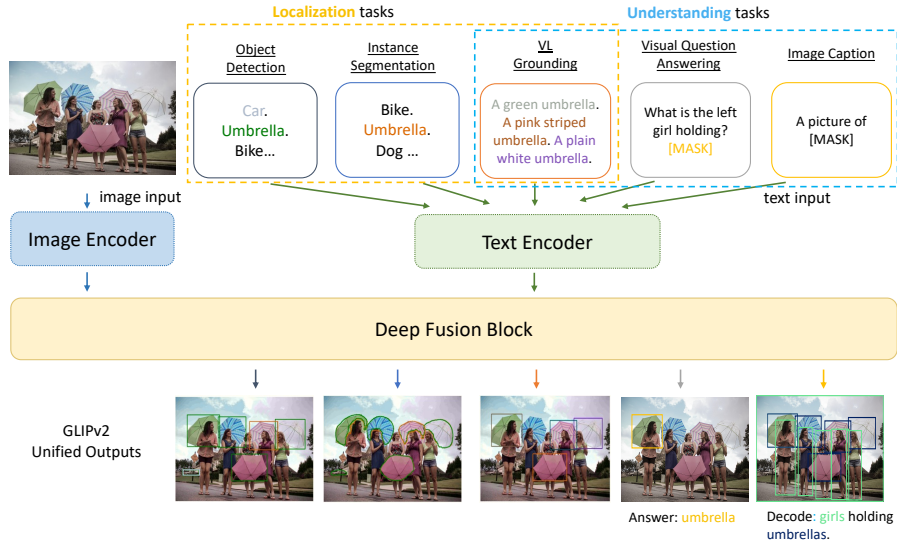 Localization tasks
Understanding tasks
Object
Detection
Instance
Segmentation
VL
Grounding
Visual Question
Answering
Image Caption
Car.
Umbrella.
Bike...
Bike.
Umbrella.
Dog ...
A green umbrella.
A pink striped
umbrella. A plain
white umbrella.
What is the left
girl holding?
[MASK]
A picture of
[MASK]
image input
text input
Image Encoder
Text Encoder
Deep Fusion Block
GLIPv2
Unified Outputs
Answer: umbrella
Decode: girls holding
umbrellas.